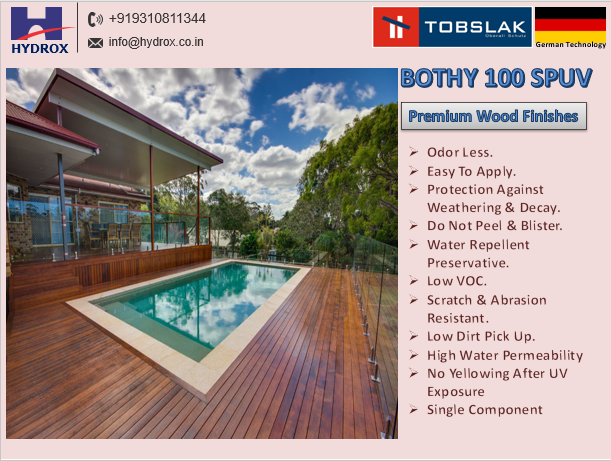 HYDROX
+919310811344
info@hydrox.co.in
TOBSLAK
Überall Schutz
German Technology
BOTHY 100 SPUV
Premium Wood Finishes
Odor Less.
Easy To Apply.
Protection Against
Weathering & Decay.
Do Not Peel & Blister.
Water Repellent
Preservative.
Low VOC.
Scratch & Abrasion
Resistant.
Low Dirt Pick Up.
High Water Permeability
No Yellowing After UV
Exposure
Single Component